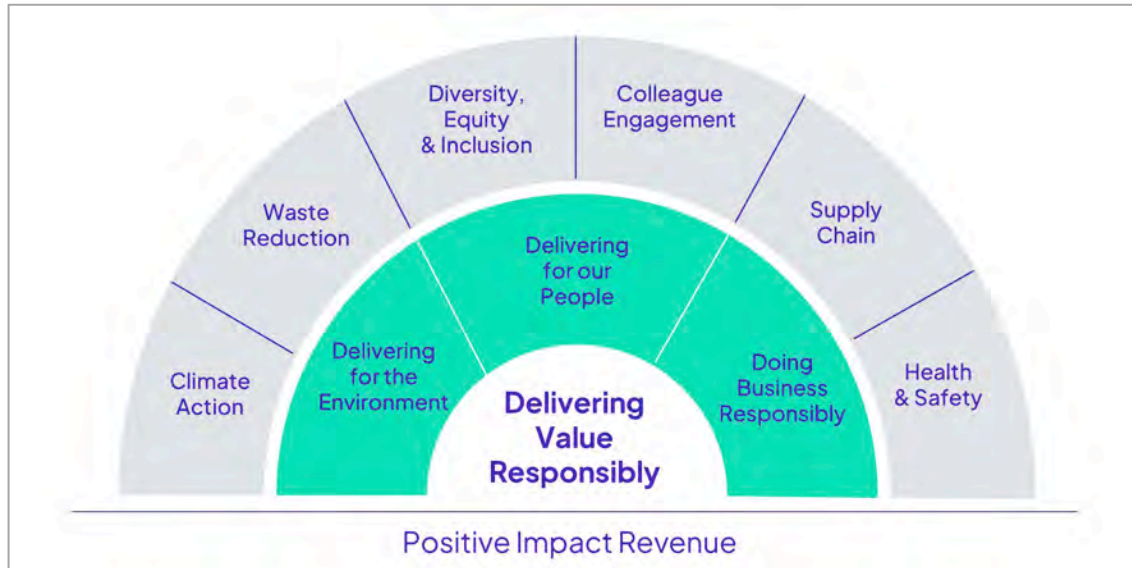 Climate
Action
Waste
Reduction
Diversity,
Equity
& Inclusion
Colleague
Engagement
Supply
Chain
Health
& Safety
Delivering
for the
Environment
Delivering
for our
People
Doing
Business
Responsibly
Delivering
Value
Responsibly
Positive Impact Revenue